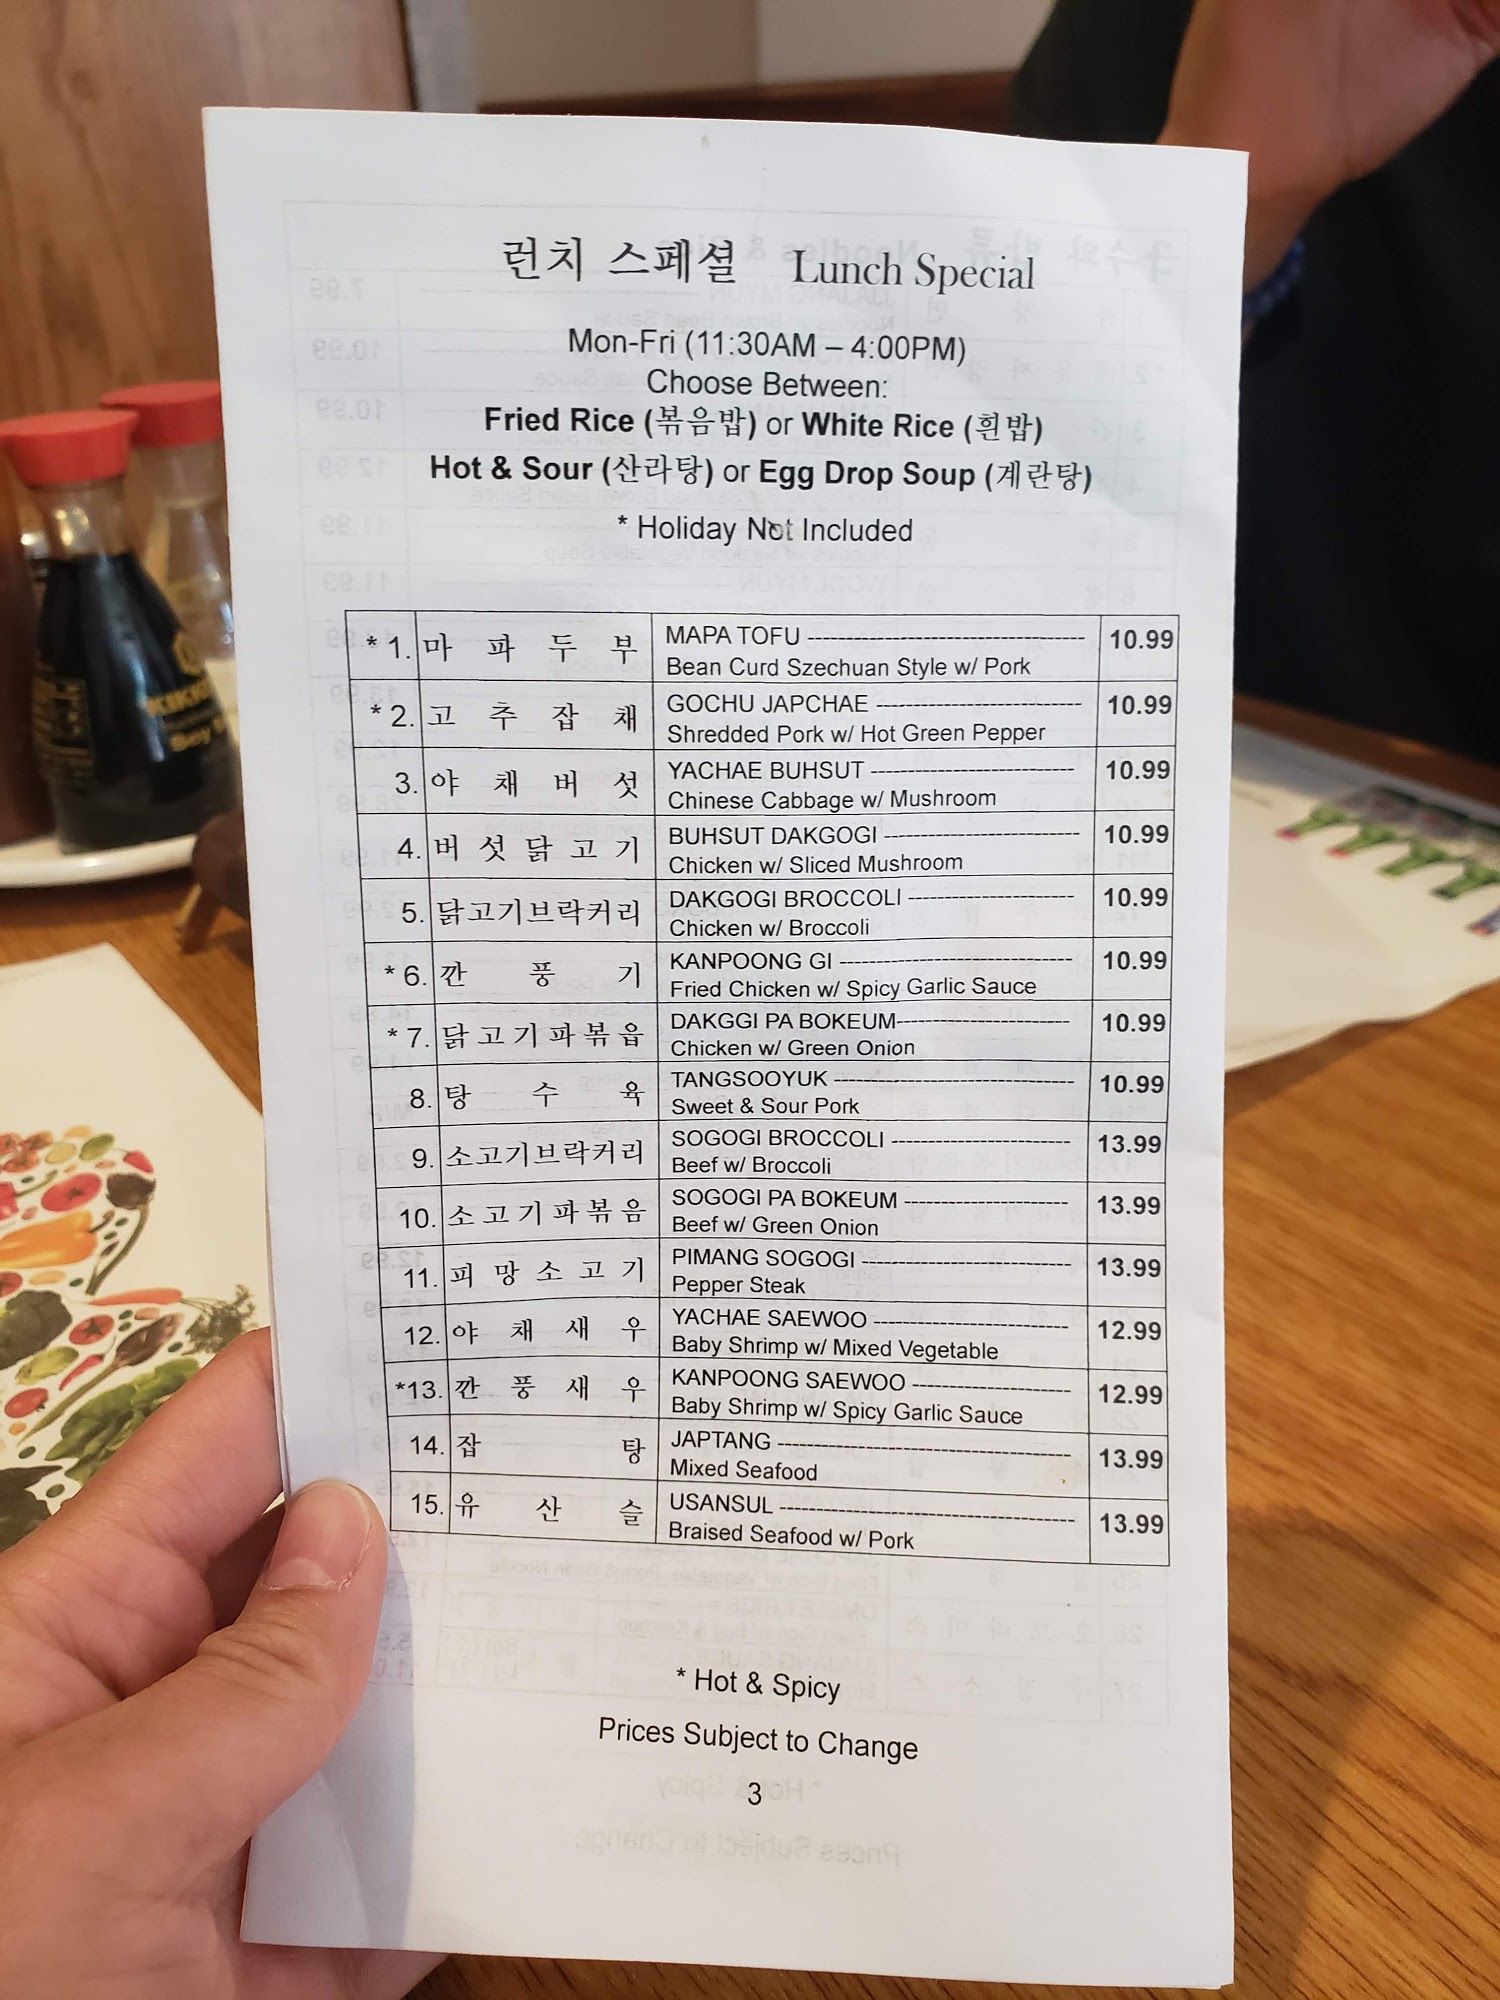 런치 스페셜 Lunch Special
Mon-Fri (11:30AM – 4:00PM)
Choose Between:
Fried Rice (볶음밥) or White Rice (흰밥)
Hot & Sour (산라탕) or Egg Drop Soup (계란탕)
* Holiday Not Included
* 1. 마 파 두 부 MAPA TOFU 10.99
Bean Curd Szechuan Style w/ Pork
* 2. 고 추 잡 채 GOCHU JAPCHAE 10.99
Shredded Pork w/ Hot Green Pepper
3. 야 채 버 섯 YACHAE BUHSUT 10.99
Chinese Cabbage w/ Mushroom
4. 버 섯 닭 고 기 BUHSUT DAKGOGI 10.99
Chicken w/ Sliced Mushroom
5. 닭고기브락커리 DAKGOGI BROCCOLI 10.99
Chicken w/ Broccoli
* 6. 깐 풍 기 KANPOONG GI 10.99
Fried Chicken w/ Spicy Garlic Sauce
* 7. 닭고기파볶읍 DAKGGI PA BOKEUM 10.99
Chicken w/ Green Onion
8. 탕 수 육 TANGSOOYUK 10.99
Sweet & Sour Pork
9. 소고기브락커리 SOGOGI BROCCOLI 13.99
Beef w/ Broccoli
10. 소고기파볶음 SOGOGI PA BOKEUM 13.99
Beef w/ Green Onion
11. 피 망 소 고 기 PIMANG SOGOGI 13.99
Pepper Steak
12. 야 채 새 우 YACHAE SAEWOO 12.99
Baby Shrimp w/ Mixed Vegetable
*13. 깐 풍 새 우 KANPOONG SAEWOO 12.99
Baby Shrimp w/ Spicy Garlic Sauce
14. 잡 탕 JAPTANG 13.99
Mixed Seafood
15. 유 산 슬 USANSUL 13.99
Braised Seafood w/ Pork
* Hot & Spicy
Prices Subject to Change
3